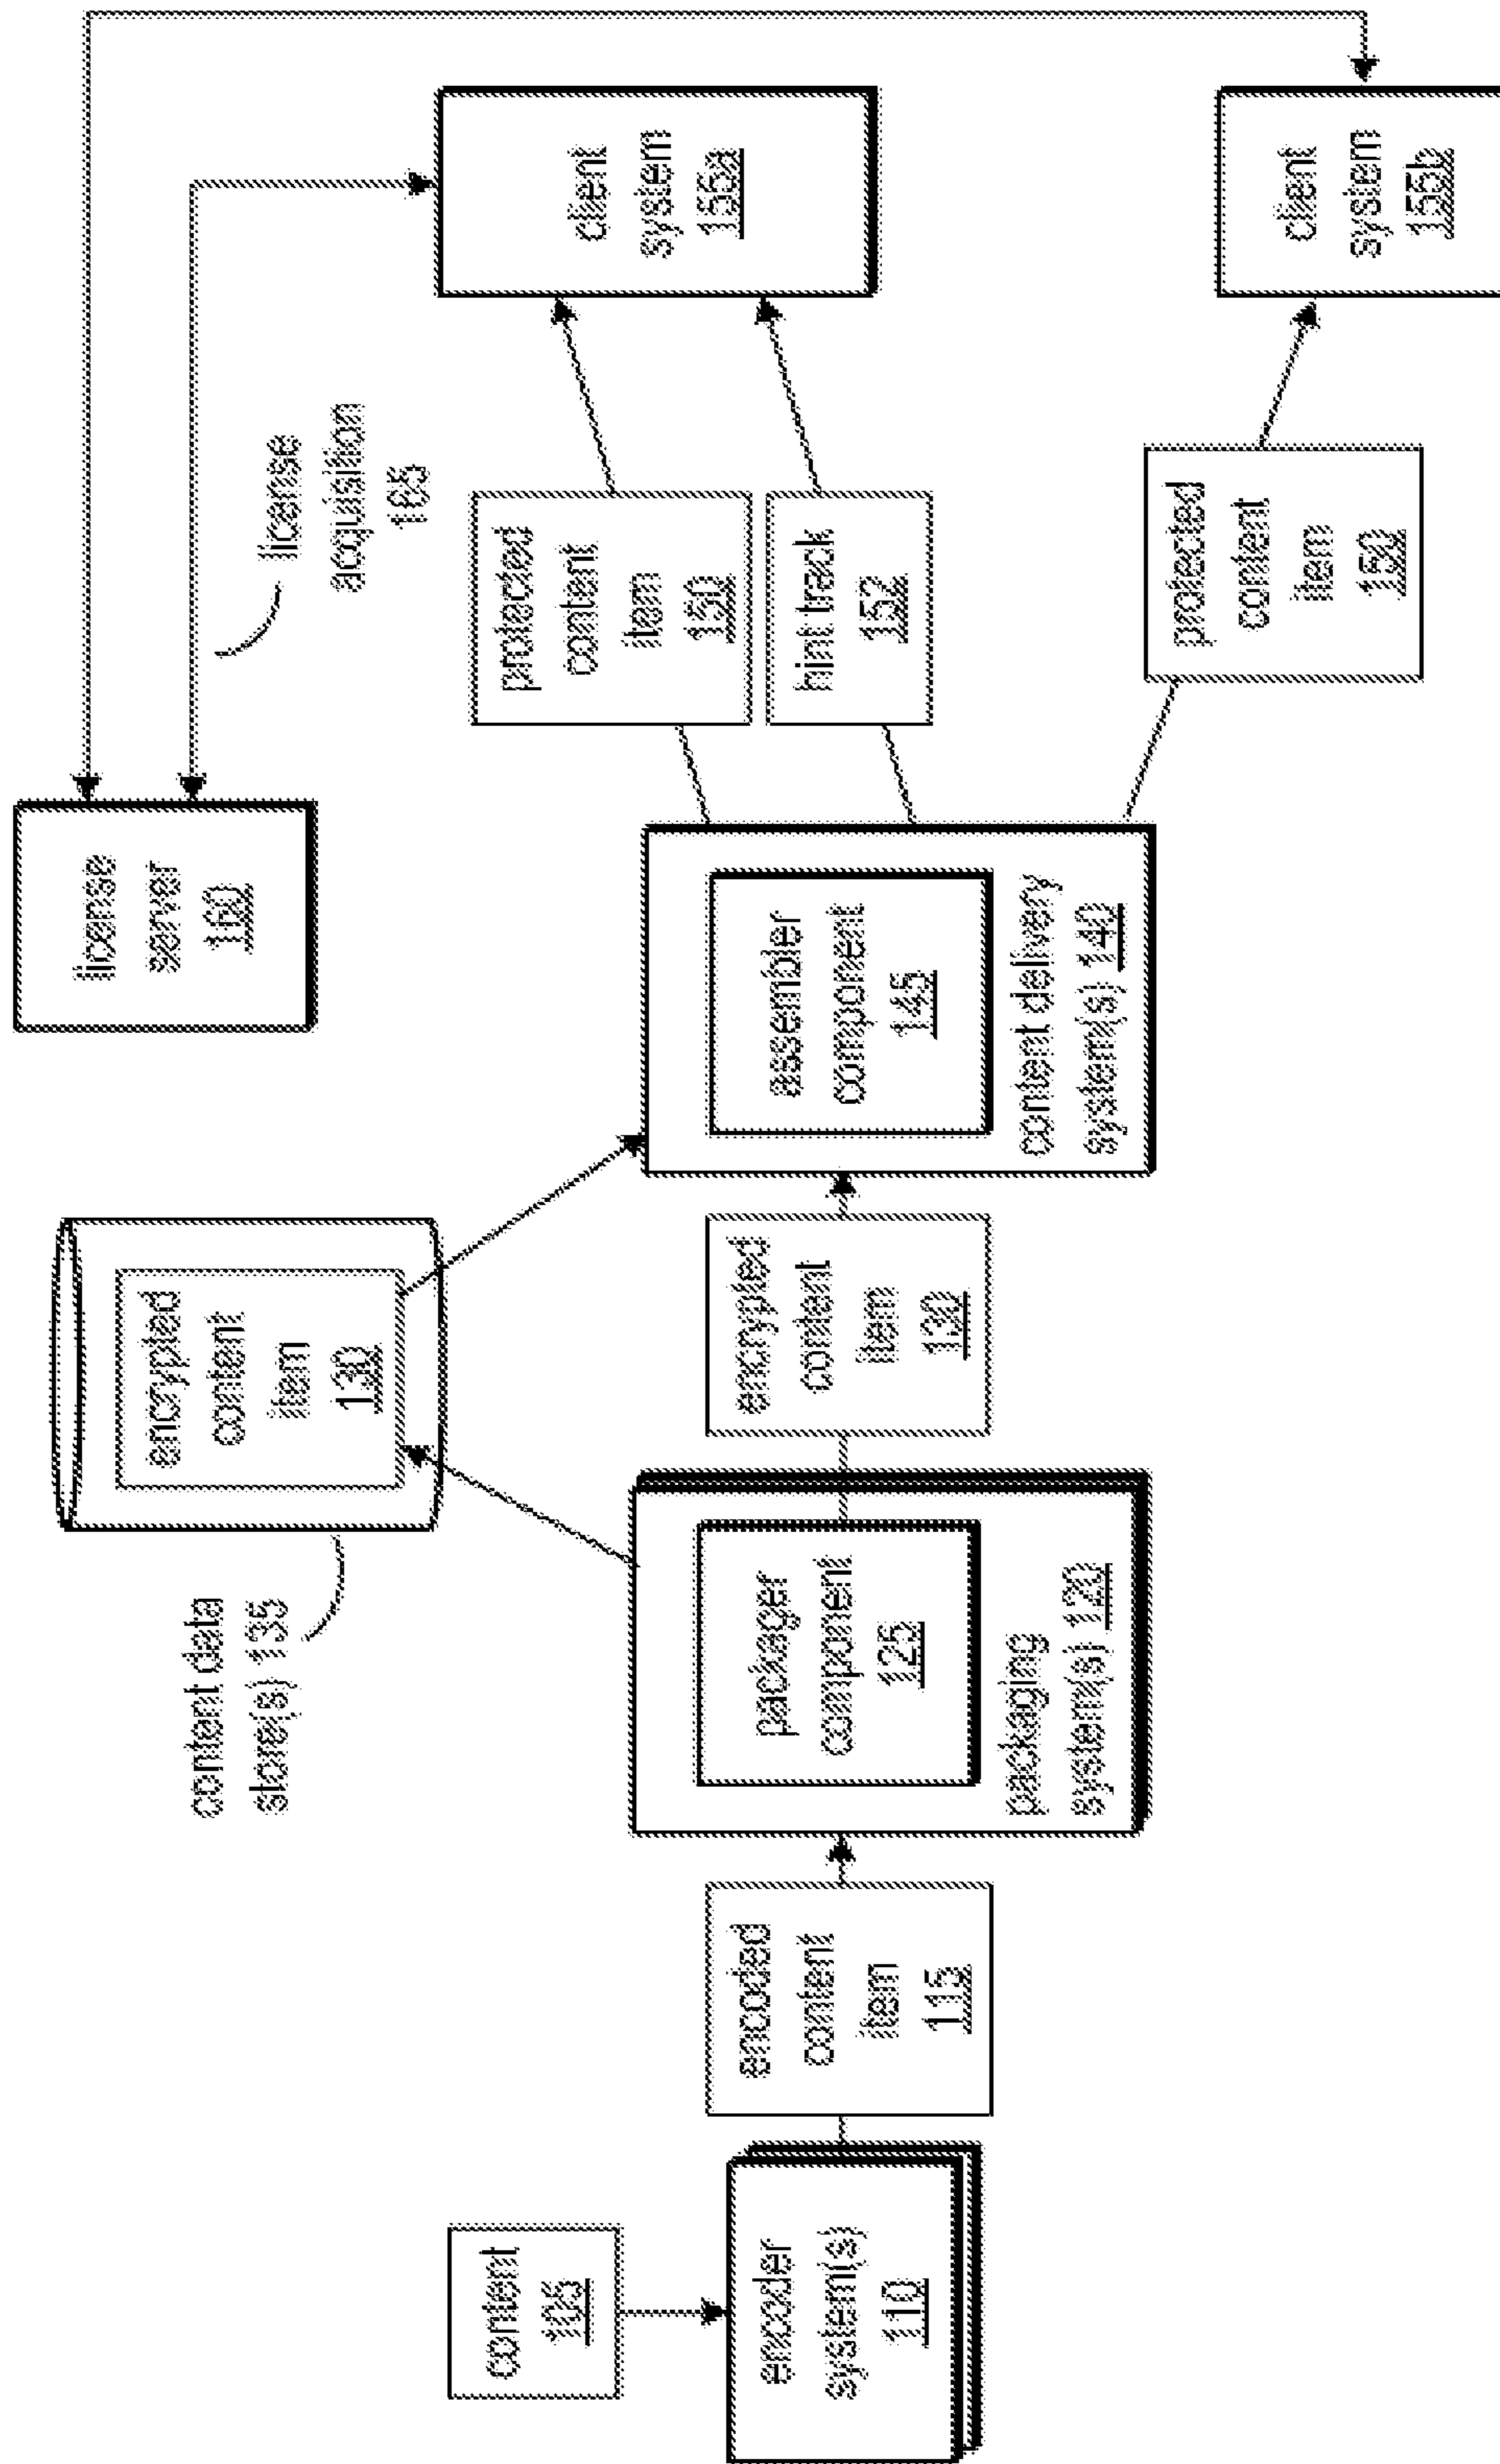 content
105
encoder
system(s)
110
encoded
content
item
115
packager
component
125
packaging
system(s) 120
content data
store(s) 135
encrypted
content
item
130
encrypted
content
item
130
assembler
component
145
content delivery
system(s) 140
license
server
160
license
acquisition
165
protected
content
item
150
hint track
152
protected
content
item
150
client
system
155a
client
system
155b